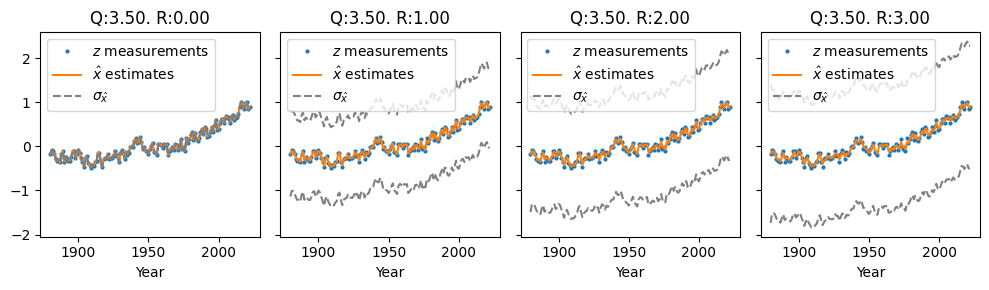 Q:3.50. R:0.00
z measurements
x̂ estimates
σx̂
2
1
0
−1
−2
1900 1950 2000
Year
Q:3.50. R:1.00
z measurements
x̂ estimates
σx̂
1900 1950 2000
Year
Q:3.50. R:2.00
z measurements
x̂ estimates
σx̂
1900 1950 2000
Year
Q:3.50. R:3.00
z measurements
x̂ estimates
σx̂
1900 1950 2000
Year